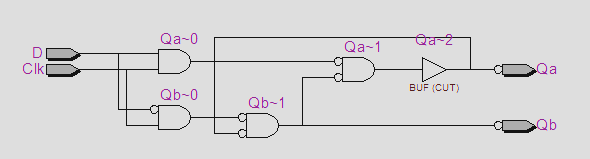 D
Clk
Qa~0
Qb~0
Qb~1
Qa~1
Qa~2
BUF (CUT)
Qa
Qb